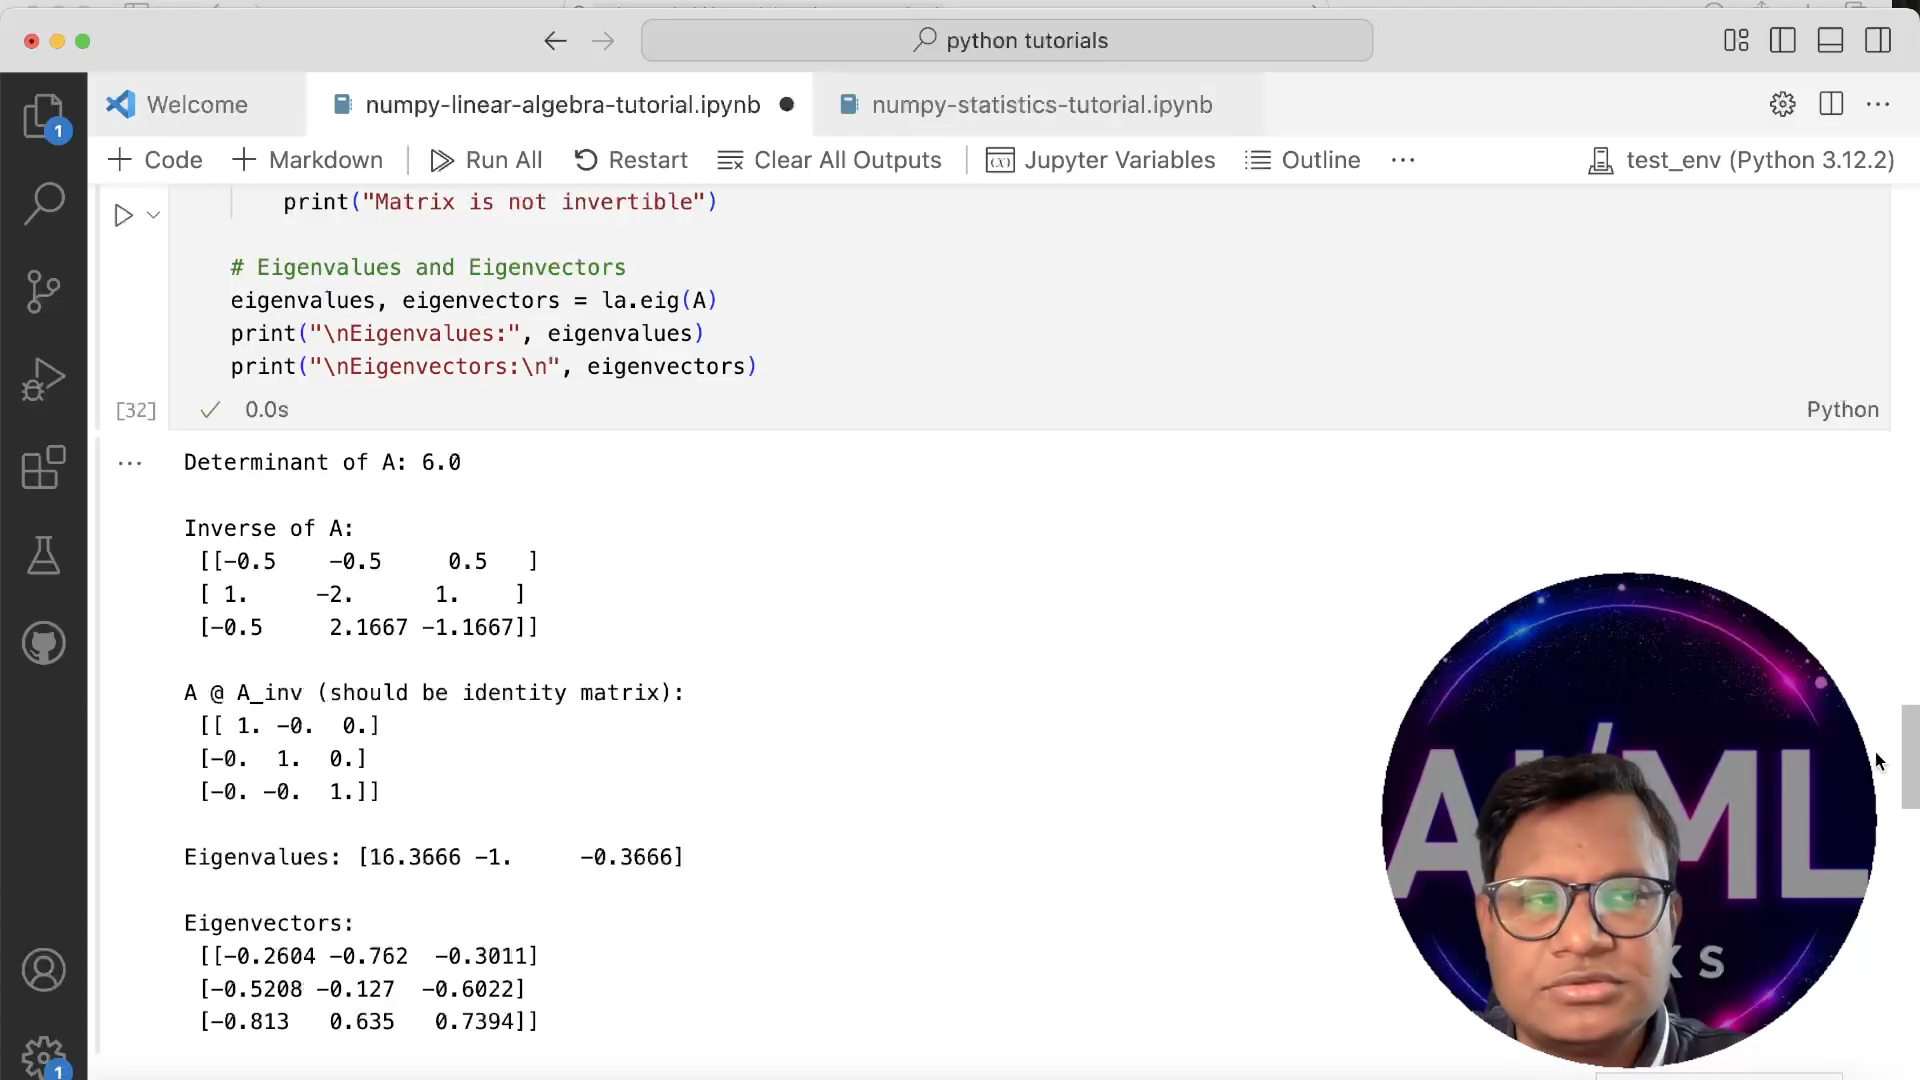 python tutorials
Welcome
numpy-linear-algebra-tutorial.ipynb
numpy-statistics-tutorial.ipynb
1
Code
Markdown
Run All
Restart
Clear All Outputs
Jupyter Variables
Outline
test_env (Python 3.12.2)
print("Matrix is not invertible")
# Eigenvalues and Eigenvectors
eigenvalues, eigenvectors = la.eig(A)
print("\nEigenvalues:", eigenvalues)
print("\nEigenvectors:\n", eigenvectors)
[32]
0.0s
Python
Determinant of A: 6.0
Inverse of A:
[[-0.5 -0.5 0.5 ]
[ 1. -2. 1. ]
[-0.5 2.1667 -1.1667]]
A @ A_inv (should be identity matrix):
[[ 1. -0. 0.]
[-0. 1. 0.]
[-0. -0. 1.]]
Eigenvalues: [16.3666 -1. -0.3666]
Eigenvectors:
[[-0.2604 -0.762 -0.3011]
[-0.5208 -0.127 -0.6022]
[-0.813 0.635 0.7394]]
1